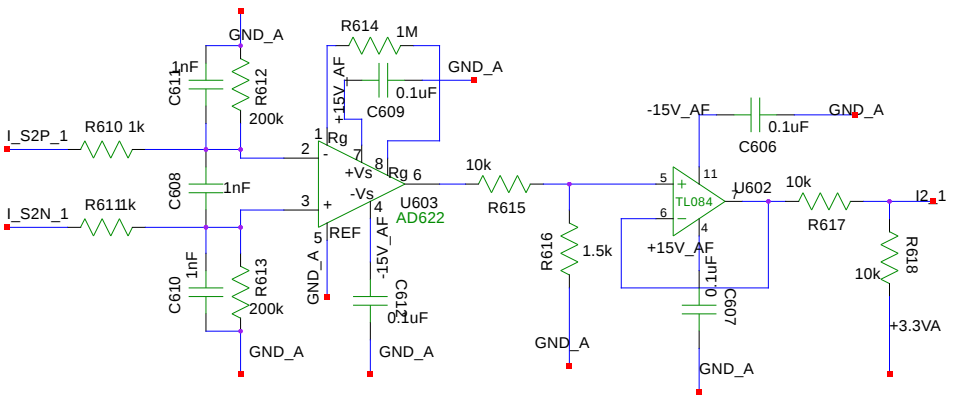 GND_A
R614 1M
1nF
C611
R612
200k
+15V_AF
C609
0.1uF
GND_A
I_S2P_1
R610 1k
1 Rg
2 -
7
+Vs
8 Rg
6
C608
1nF
I_S2N_1
R611 1k
3 +
-Vs
4
U603
AD622
5 REF
1nF
C610
R613
200k
GND_A
GND_A
-15V_AF
C612
0.1uF
GND_A
10k
R615
R616
1.5k
GND_A
-15V_AF
C606
0.1uF
GND_A
5 +
11
TL084
6 −
7
U602
4
+15V_AF
0.1uF
C607
GND_A
10k
R617
I2_1
R618
10k
+3.3VA